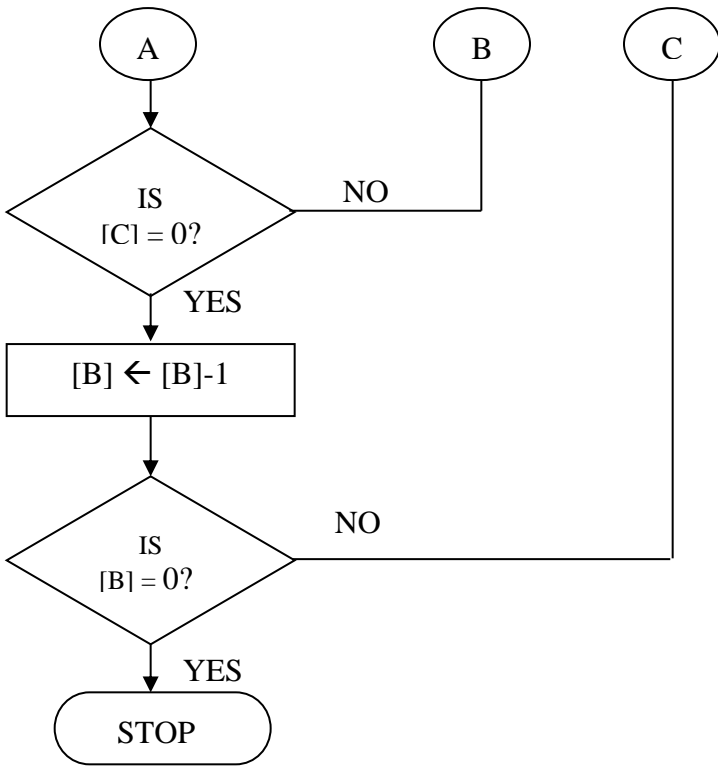 A
B
C
IS
[C] = 0?
NO
YES
[B] ← [B]-1
IS
[B] = 0?
NO
YES
STOP